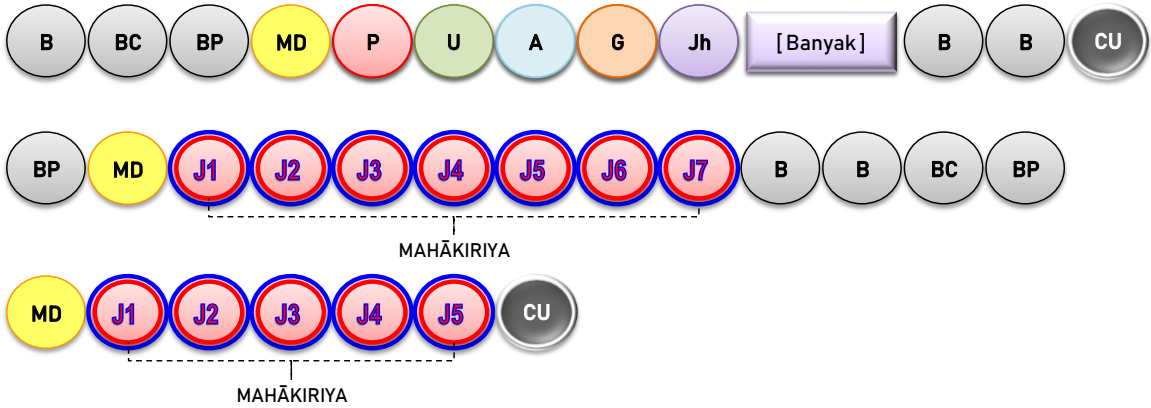 B BC BP MD P U A G Jh [Banyak] B B CU
BP MD J1 J2 J3 J4 J5 J6 J7 B B BC BP
MAHĀKIRIYA
MD J1 J2 J3 J4 J5 CU
MAHĀKIRIYA